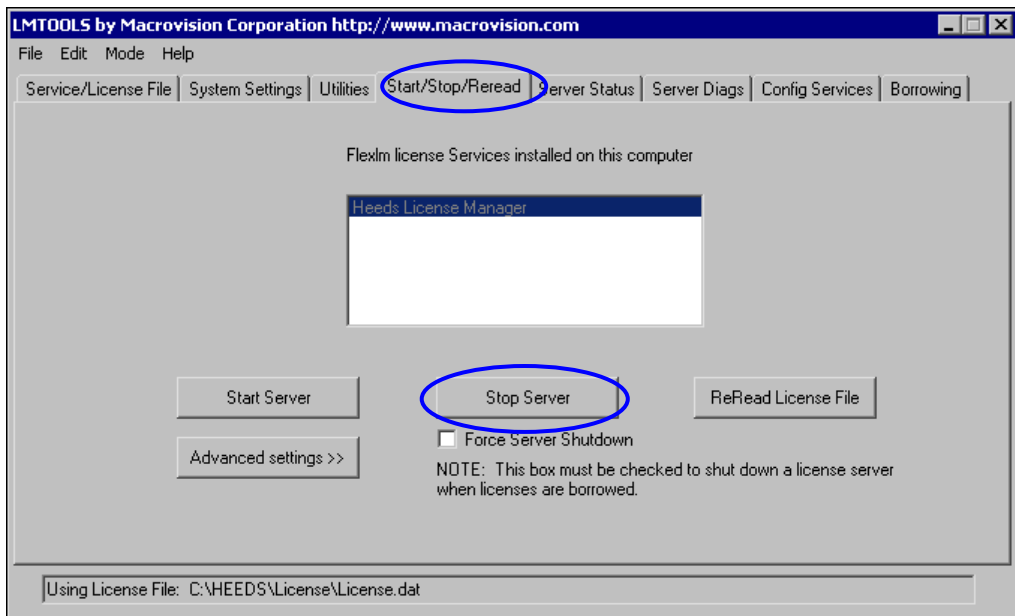 LMTOOLS by Macrovision Corporation http://www.macrovision.com
File Edit Mode Help
Service/License File System Settings Utilities Start/Stop/Reread Server Status Server Diags Config Services Borrowing
Flexlm license Services installed on this computer
Heeds License Manager
Start Server Stop Server ReRead License File
Force Server Shutdown
Advanced settings >>
NOTE: This box must be checked to shut down a license server
when licenses are borrowed.
Using License File: C:\HEEDS\License\License.dat